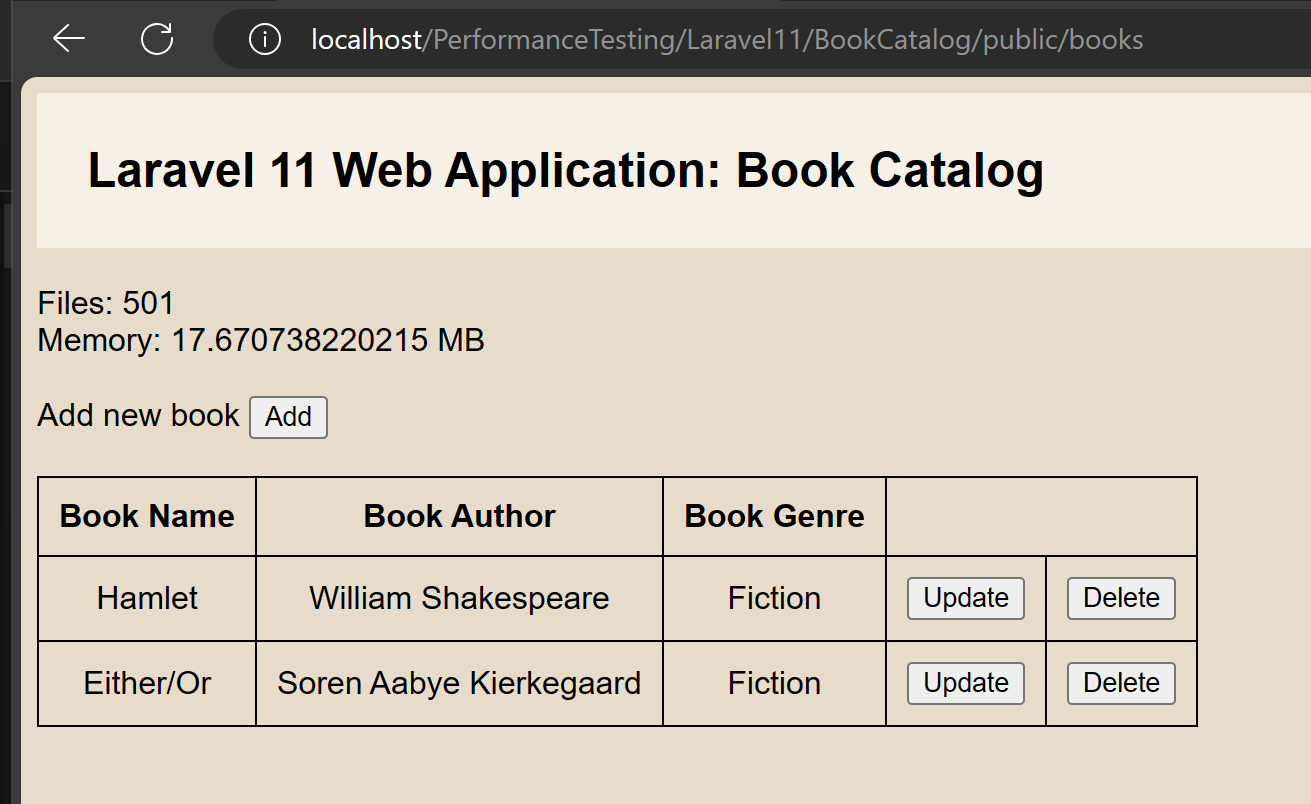 localhost/PerformanceTesting/Laravel11/BookCatalog/public/books
Laravel 11 Web Application: Book Catalog
Files: 501
Memory: 17.670738220215 MB
Add new book Add
Book Name Book Author Book Genre
Hamlet William Shakespeare Fiction Update Delete
Either/Or Soren Aabye Kierkegaard Fiction Update Delete